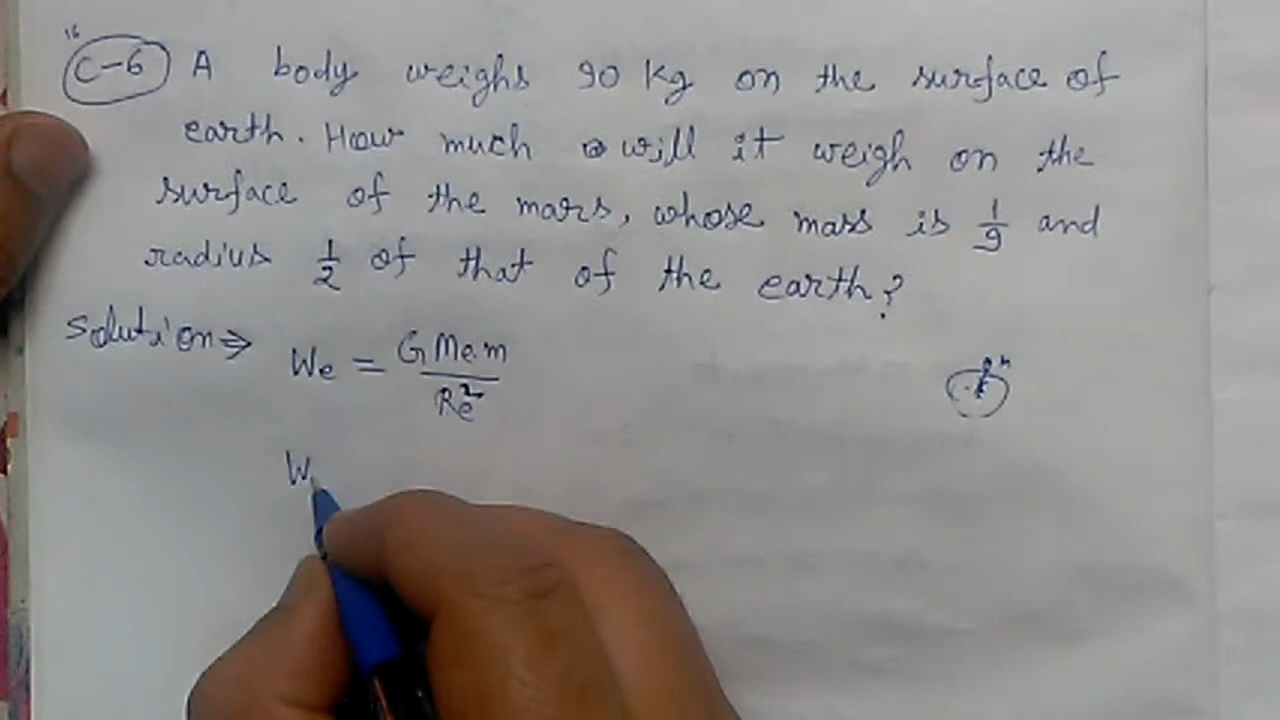 16
C-6 A body weighs 90 kg on the surface of
earth. How much will it weigh on the
surface of the mars, whose mass is 1/9 and
radius 1/2 of that of the earth?
Solution ⇒ We = GMe.m / Re²
W